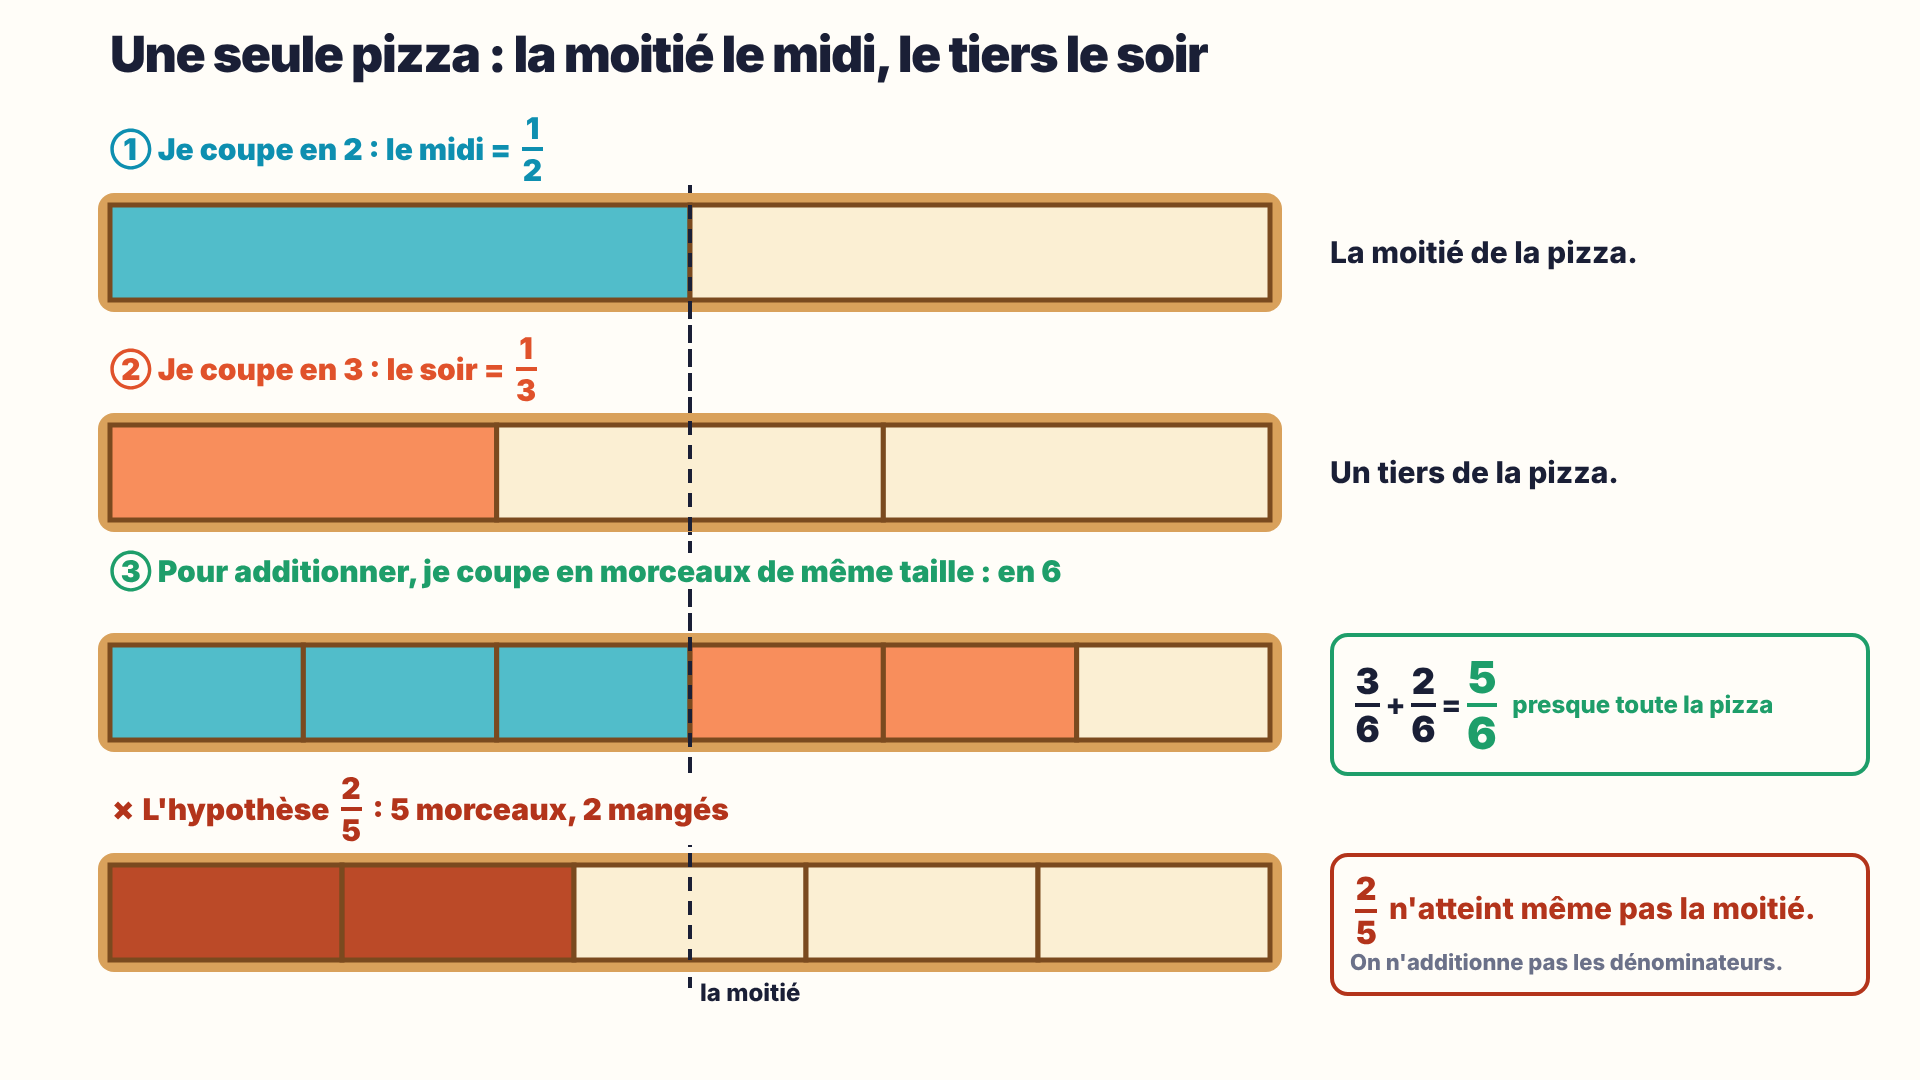 Une seule pizza : la moitié le midi, le tiers le soir
① Je coupe en 2 : le midi = 1/2
La moitié de la pizza.
② Je coupe en 3 : le soir = 1/3
Un tiers de la pizza.
③ Pour additionner, je coupe en morceaux de même taille : en 6
3/6 + 2/6 = 5/6 presque toute la pizza
✖ L'hypothèse 2/5 : 5 morceaux, 2 mangés
2/5 n'atteint même pas la moitié.
On n'additionne pas les dénominateurs.
la moitié